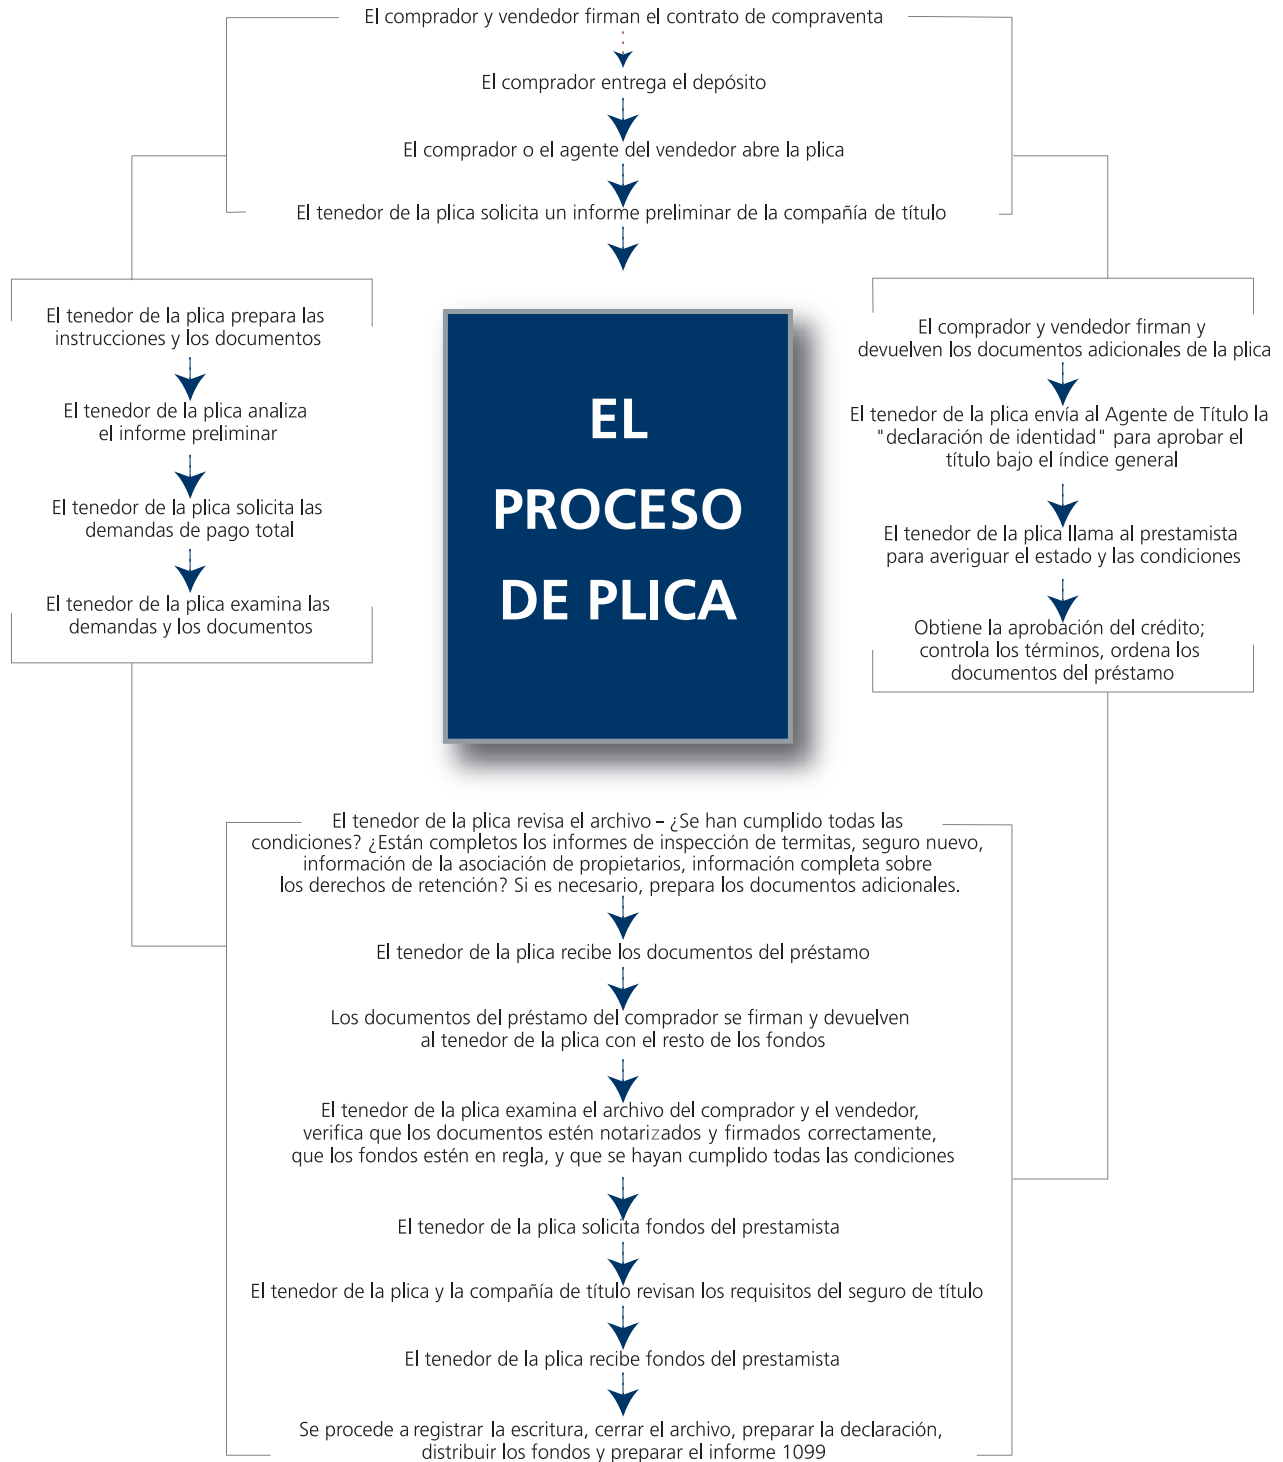 El comprador y vendedor firman el contrato de compraventa
El comprador entrega el depósito
El comprador o el agente del vendedor abre la plica
El tenedor de la plica solicita un informe preliminar de la compañía de título
El tenedor de la plica prepara las
instrucciones y los documentos
El tenedor de la plica analiza
el informe preliminar
El tenedor de la plica solicita las
demandas de pago total
El tenedor de la plica examina las
demandas y los documentos
EL
PROCESO
DE PLICA
El comprador y vendedor firman y
devuelven los documentos adicionales de la plica
El tenedor de la plica envía al Agente de Título la
"declaración de identidad" para aprobar el
título bajo el índice general
El tenedor de la plica llama al prestamista
para averiguar el estado y las condiciones
Obtiene la aprobación del crédito;
controla los términos, ordena los
documentos del préstamo
El tenedor de la plica revisa el archivo – ¿Se han cumplido todas las
condiciones? ¿Están completos los informes de inspección de termitas, seguro nuevo,
información de la asociación de propietarios, información completa sobre
los derechos de retención? Si es necesario, prepara los documentos adicionales.
El tenedor de la plica recibe los documentos del préstamo
Los documentos del préstamo del comprador se firman y devuelven
al tenedor de la plica con el resto de los fondos
El tenedor de la plica examina el archivo del comprador y el vendedor,
verifica que los documentos estén notarizados y firmados correctamente,
que los fondos estén en regla, y que se hayan cumplido todas las condiciones
El tenedor de la plica solicita fondos del prestamista
El tenedor de la plica y la compañía de título revisan los requisitos del seguro de título
El tenedor de la plica recibe fondos del prestamista
Se procede a registrar la escritura, cerrar el archivo, preparar la declaración,
distribuir los fondos y preparar el informe 1099